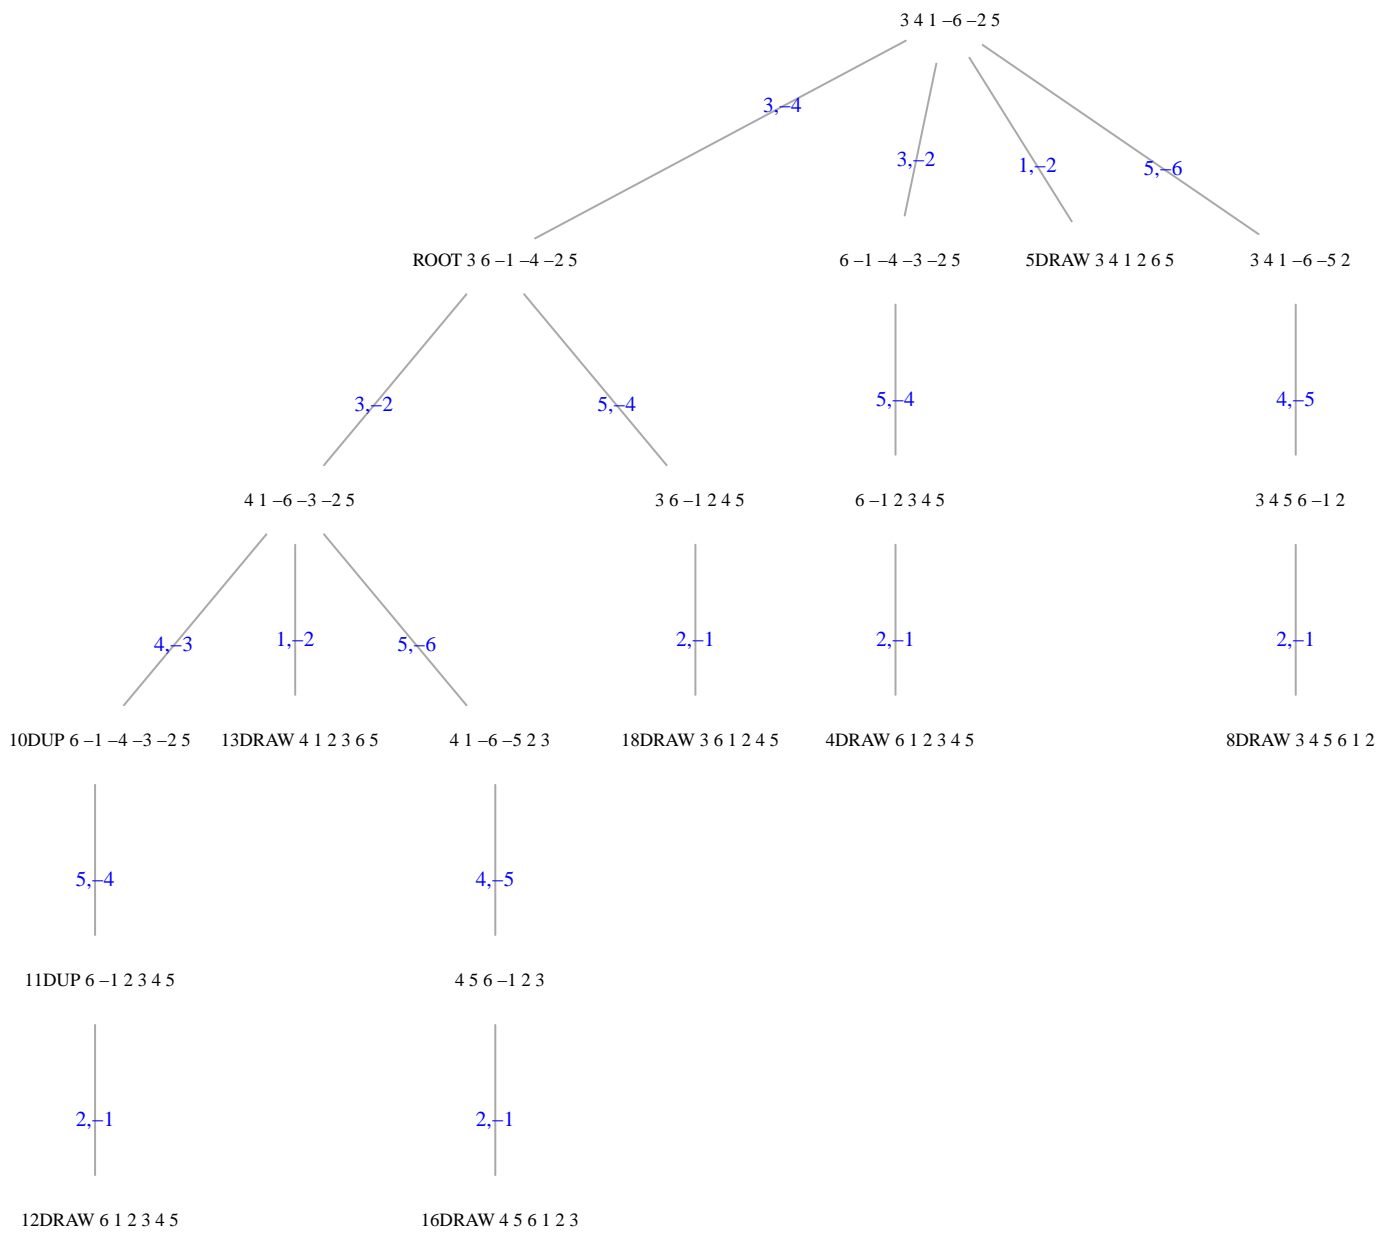 3 4 1 –6 –2 5
3,–4
3,–2
1,–2
5,–6
ROOT 3 6 –1 –4 –2 5
6 –1 –4 –3 –2 5
5DRAW 3 4 1 2 6 5
3 4 1 –6 –5 2
3,–2
5,–4
5,–4
4,–5
4 1 –6 –3 –2 5
3 6 –1 2 4 5
6 –1 2 3 4 5
3 4 5 6 –1 2
4,–3
1,–2
5,–6
2,–1
2,–1
2,–1
10DUP 6 –1 –4 –3 –2 5
13DRAW 4 1 2 3 6 5
4 1 –6 –5 2 3
18DRAW 3 6 1 2 4 5
4DRAW 6 1 2 3 4 5
8DRAW 3 4 5 6 1 2
5,–4
4,–5
11DUP 6 –1 2 3 4 5
4 5 6 –1 2 3
2,–1
2,–1
12DRAW 6 1 2 3 4 5
16DRAW 4 5 6 1 2 3